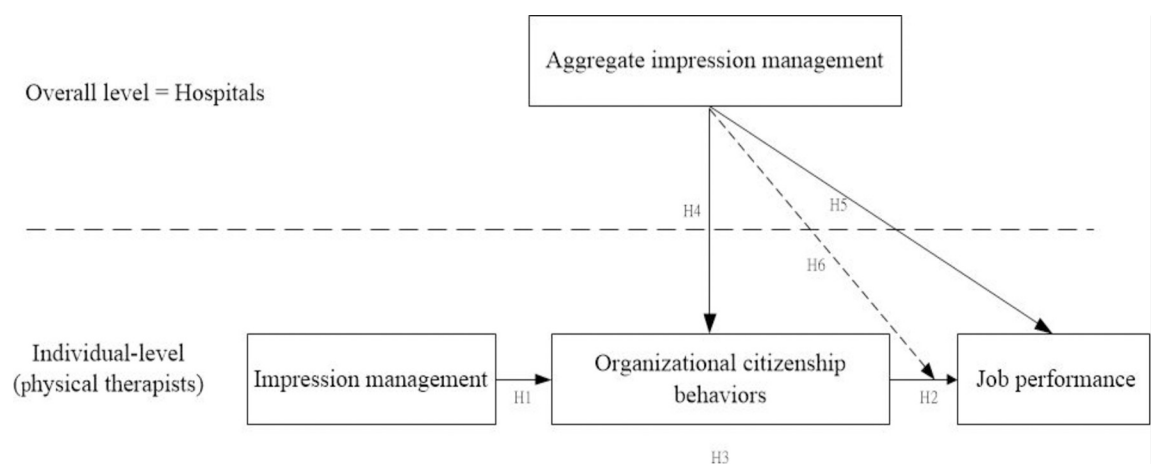 Aggregate impression management
Overall level = Hospitals
H4
H5
H6
Individual-level
(physical therapists)
Impression management
H1
Organizational citizenship
behaviors
H2
Job performance
H3